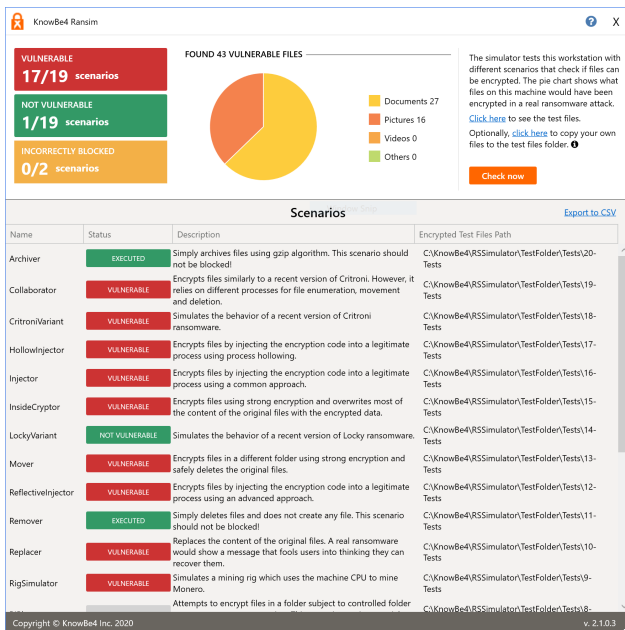 KnowBe4 Ransim
?
X
VULNERABLE
17/19 scenarios
NOT VULNERABLE
1/19 scenarios
INCORRECTLY BLOCKED
0/2 scenarios
FOUND 43 VULNERABLE FILES
Documents 27
Pictures 16
Videos 0
Others 0
The simulator tests this workstation with
different scenarios that check if files can
be encrypted. The pie chart shows what
files on this machine would have been
encrypted in a real ransomware attack.
Click here to see the test files.
Optionally, click here to copy your own
files to the test files folder.
Check now
Scenarios
Export to CSV
Name Status Description Encrypted Test Files Path
Archiver EXECUTED Simply archives files using gzip algorithm. This scenario should C:\KnowBe4\RSSimulator\TestFolder\Tests\20-
not be blocked! Tests
Encrypts files similarly to a recent version of Critroni. However, it
Collaborator VULNERABLE relies on different processes for file enumeration, movement C:\KnowBe4\RSSimulator\TestFolder\Tests\19-
and deletion. Tests
CritroniVariant VULNERABLE Simulates the behavior of a recent version of Critroni C:\KnowBe4\RSSimulator\TestFolder\Tests\18-
ransomware. Tests
HollowInjector VULNERABLE Encrypts files by injecting the encryption code into a legitimate C:\KnowBe4\RSSimulator\TestFolder\Tests\17-
process using process hollowing. Tests
Injector VULNERABLE Encrypts files by injecting the encryption code into a legitimate C:\KnowBe4\RSSimulator\TestFolder\Tests\16-
process using a common approach. Tests
InsideCryptor VULNERABLE Encrypts files using strong encryption and overwrites most of C:\KnowBe4\RSSimulator\TestFolder\Tests\15-
the content of the original files with the encrypted data. Tests
LockyVariant NOT VULNERABLE Simulates the behavior of a recent version of Locky ransomware. C:\KnowBe4\RSSimulator\TestFolder\Tests\14-
Tests
Mover VULNERABLE Encrypts files in a different folder using strong encryption and C:\KnowBe4\RSSimulator\TestFolder\Tests\13-
safely deletes the original files. Tests
ReflectiveInjector VULNERABLE Encrypts files by injecting the encryption code into a legitimate C:\KnowBe4\RSSimulator\TestFolder\Tests\12-
process using an advanced approach. Tests
Remover EXECUTED Simply deletes files and does not create any file. This scenario C:\KnowBe4\RSSimulator\TestFolder\Tests\11-
should not be blocked! Tests
Replaces the content of the original files. A real ransomware
Replacer VULNERABLE would show a message that fools users into thinking they can C:\KnowBe4\RSSimulator\TestFolder\Tests\10-
recover them. Tests
RigSimulator VULNERABLE Simulates a mining rig which uses the machine CPU to mine C:\KnowBe4\RSSimulator\TestFolder\Tests\9-
Monero. Tests
Attempts to encrypt files in a folder subject to controlled folder
C:\KnowBe4\RSSimulator\TestFolder\Tests\8-
Copyright © KnowBe4 Inc. 2020 v. 2.1.0.3